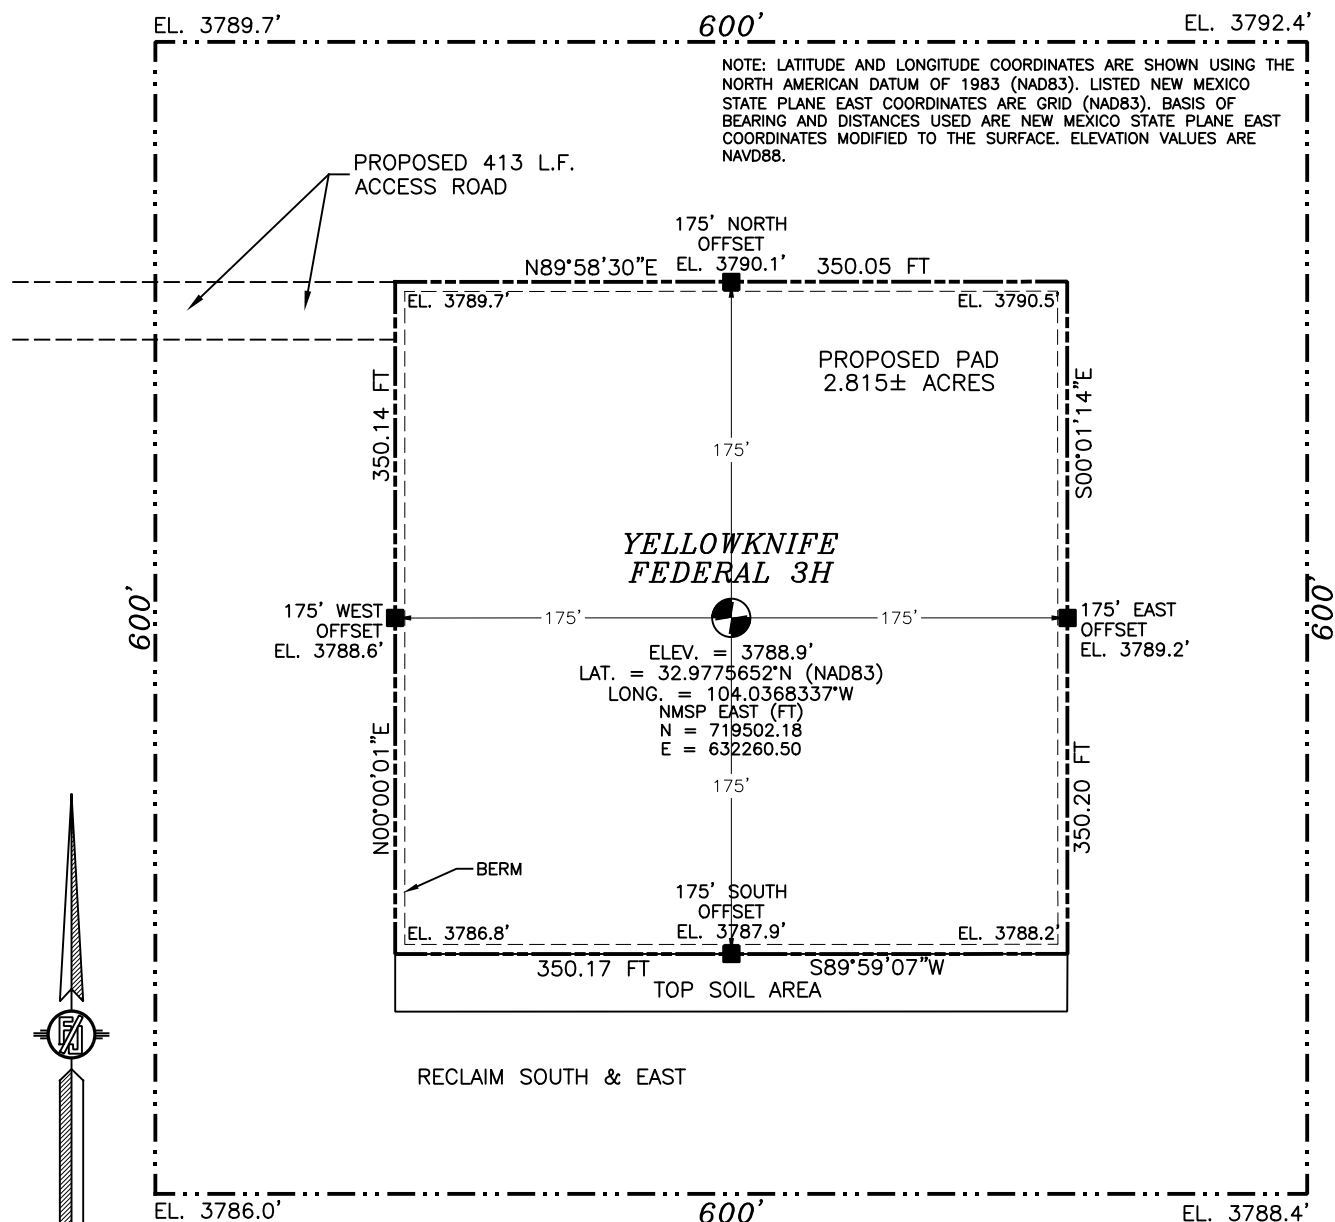 EL. 3789.7'
600'
EL. 3792.4'
NOTE: LATITUDE AND LONGITUDE COORDINATES ARE SHOWN USING THE
NORTH AMERICAN DATUM OF 1983 (NAD83). LISTED NEW MEXICO
STATE PLANE EAST COORDINATES ARE GRID (NAD83). BASIS OF
BEARING AND DISTANCES USED ARE NEW MEXICO STATE PLANE EAST
COORDINATES MODIFIED TO THE SURFACE. ELEVATION VALUES ARE
NAVD88.
PROPOSED 413 L.F.
ACCESS ROAD
175' NORTH
OFFSET
EL. 3790.1'
N89°58'30"E
350.05 FT
EL. 3789.7'
EL. 3790.5'
PROPOSED PAD
2.815± ACRES
350.14 FT
S00°01'14"E
175'
YELLOWKNIFE
FEDERAL 3H
600'
175' WEST
OFFSET
EL. 3788.6'
175'
175'
175' EAST
OFFSET
EL. 3789.2'
600'
ELEV. = 3788.9'
LAT. = 32.9775652°N (NAD83)
LONG. = 104.0368337°W
NMSP EAST (FT)
N = 719502.18
E = 632260.50
N00°00'01"E
350.20 FT
175'
BERM
175' SOUTH
OFFSET
EL. 3787.9'
EL. 3786.8'
EL. 3788.2'
350.17 FT
S89°59'07"W
TOP SOIL AREA
RECLAIM SOUTH & EAST
EL. 3786.0'
600'
EL. 3788.4'